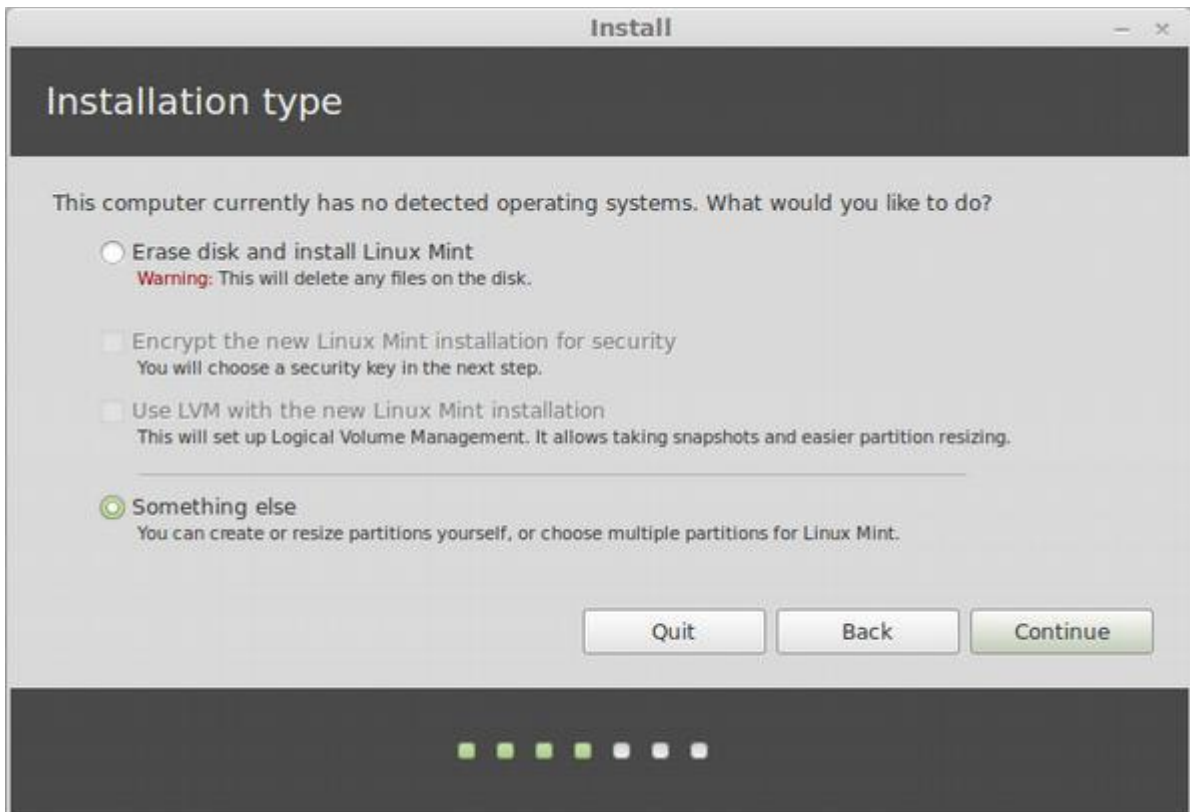 Install
Installation type
This computer currently has no detected operating systems. What would you like to do?
Erase disk and install Linux Mint
Warning: This will delete any files on the disk.
Encrypt the new Linux Mint installation for security
You will choose a security key in the next step.
Use LVM with the new Linux Mint installation
This will set up Logical Volume Management. It allows taking snapshots and easier partition resizing.
Something else
You can create or resize partitions yourself, or choose multiple partitions for Linux Mint.
Quit Back Continue